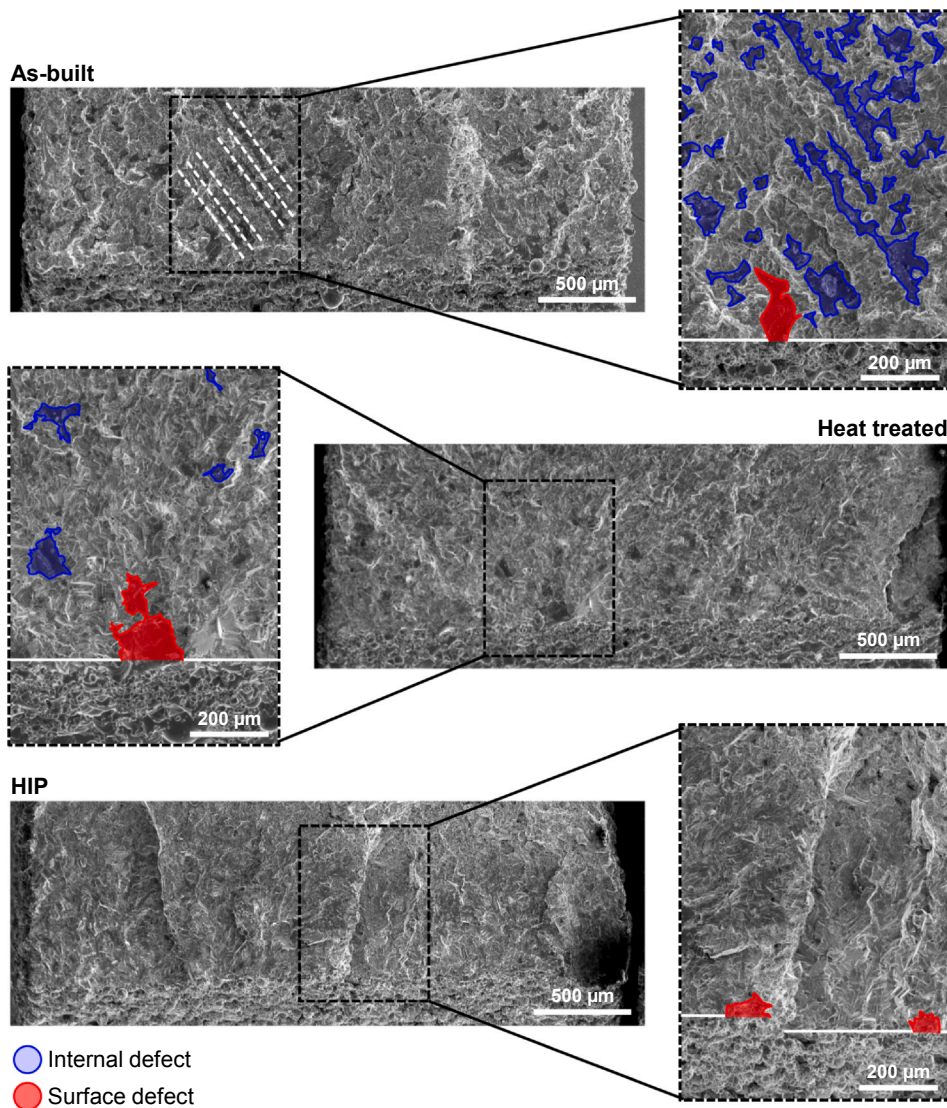 As-built
500 µm
200 µm
Heat treated
200 µm
500 µm
HIP
500 µm
200 µm
Internal defect
Surface defect